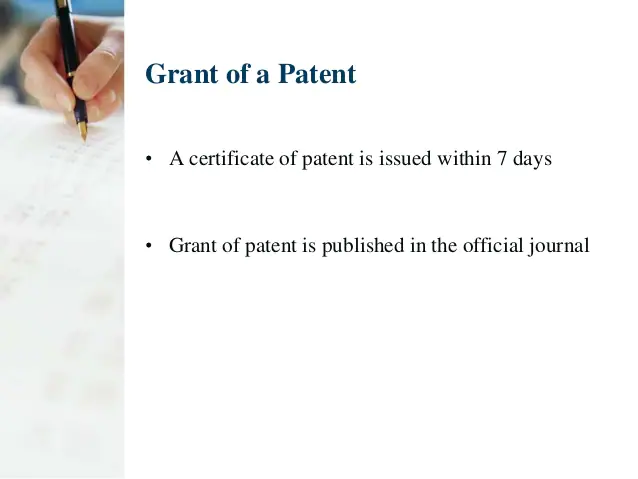 Grant of a Patent
• A certificate of patent is issued within 7 days
• Grant of patent is published in the official journal